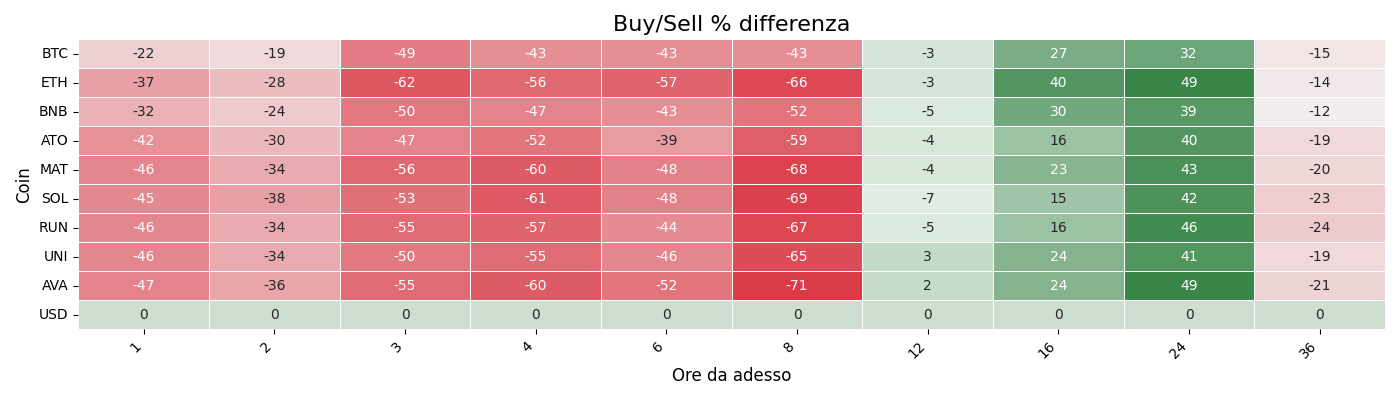 Buy/Sell % differenza
Coin
BTC -22 -19 -49 -43 -43 -43 -3 27 32 -15
ETH -37 -28 -62 -56 -57 -66 -3 40 49 -14
BNB -32 -24 -50 -47 -43 -52 -5 30 39 -12
ATO -42 -30 -47 -52 -39 -59 -4 16 40 -19
MAT -46 -34 -56 -60 -48 -68 -4 23 43 -20
SOL -45 -38 -53 -61 -48 -69 -7 15 42 -23
RUN -46 -34 -55 -57 -44 -67 -5 16 46 -24
UNI -46 -34 -50 -55 -46 -65 3 24 41 -19
AVA -47 -36 -55 -60 -52 -71 2 24 49 -21
USD 0 0 0 0 0 0 0 0 0 0
1 2 3 4 6 8 12 16 24 36
Ore da adesso